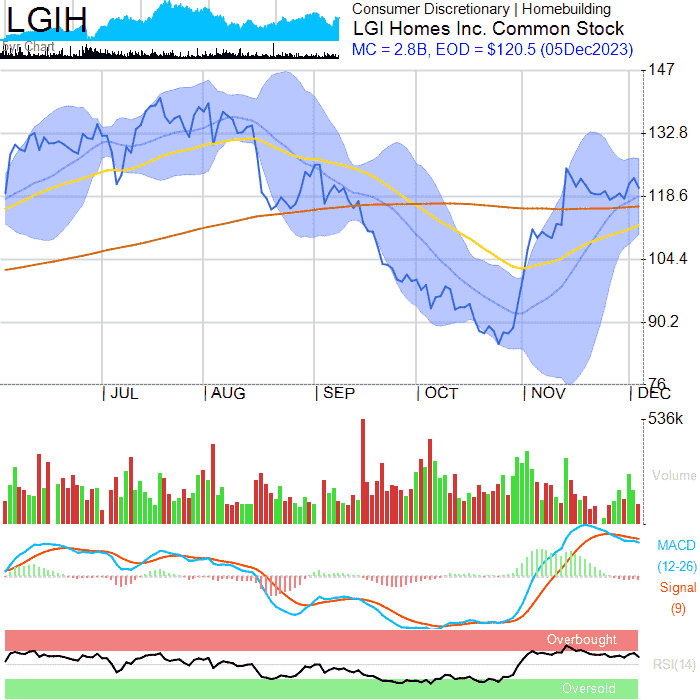 LGIH
Consumer Discretionary | Homebuilding
LGI Homes Inc. Common Stock
MC = 2.8B, EOD = $120.5 (05Dec2023)
Chart
147
132.8
118.6
104.4
90.2
76
JUL
AUG
SEP
OCT
NOV
DEC
536k
Volume
MACD
(12-26)
Signal
(9)
Overbought
RSI(14)
Oversold